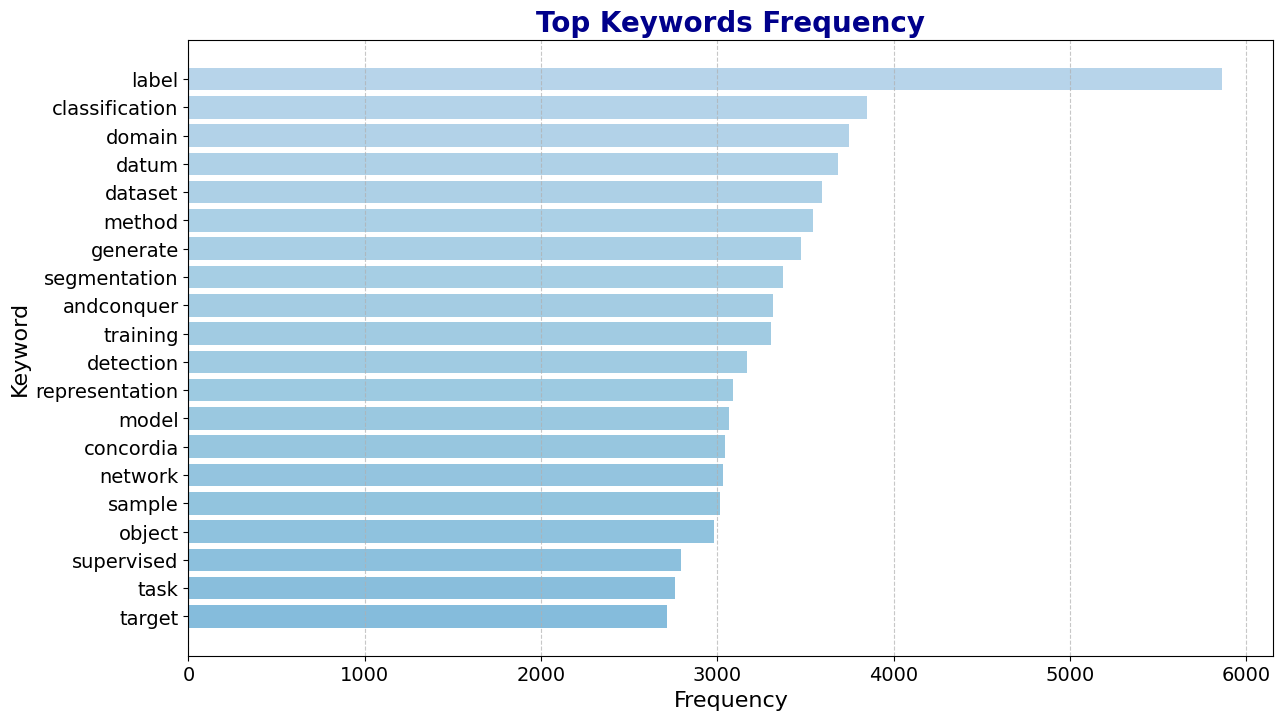 Top Keywords Frequency
label
classification
domain
datum
dataset
method
generate
segmentation
andconquer
training
detection
representation
model
concordia
network
sample
object
supervised
task
target
Keyword
0 1000 2000 3000 4000 5000 6000
Frequency